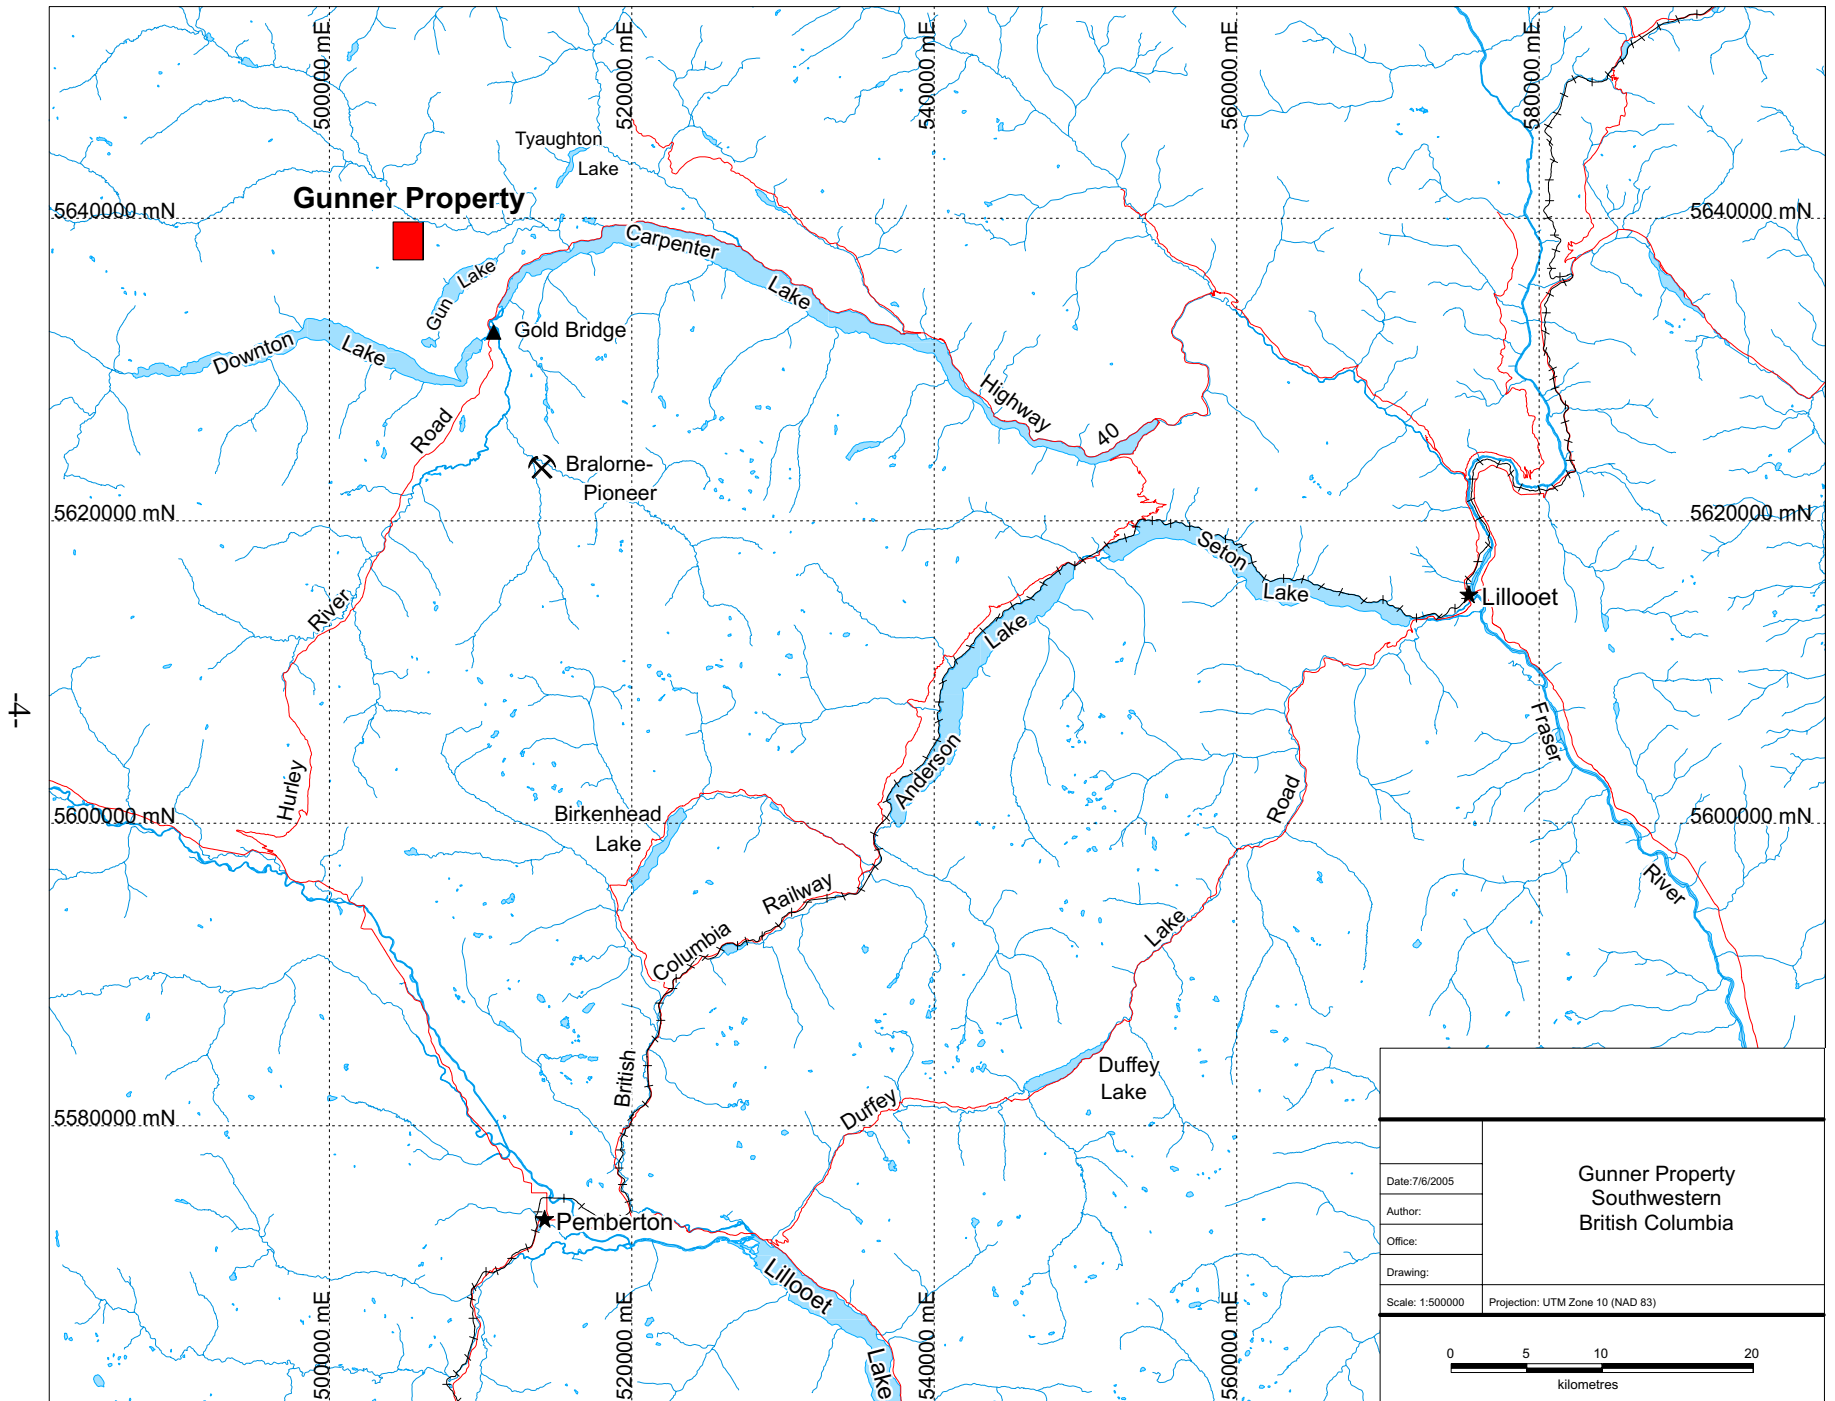 500000 mE
520000 mE
540000 mE
560000 mE
580000 mE
Tyaughton
Lake
Gunner Property
5640000 mN
5640000 mN
Carpenter
Lake
Gun Lake
Gold Bridge
Downton
Lake
Highway
40
Road
Bralorne-
Pioneer
5620000 mN
5620000 mN
Seton
Lake
Lillooet
River
Lake
Anderson
Fraser
-4-
Hurley
Road
Birkenhead
Lake
5600000 mN
5600000 mN
Railway
River
Columbia
Lake
British
Duffey
Lake
Duffey
5580000 mN
Pemberton
Lillooet
Lake
500000 mE
520000 mE
540000 mE
560000 mE
Gunner Property
Southwestern
British Columbia
Date:7/6/2005
Author:
Office:
Drawing:
Scale: 1:500000
Projection: UTM Zone 10 (NAD 83)
0 5 10 20
kilometres